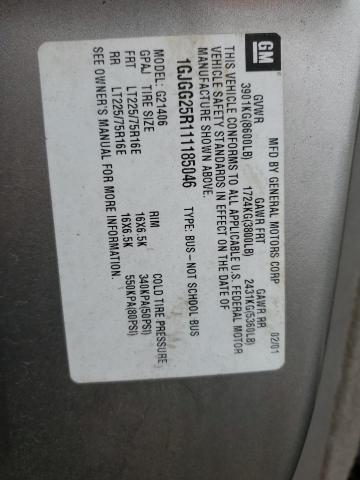 GM
MFD BY GENERAL MOTORS CORP 02/01
GVWR GAWR FRT GAWR RR
3901KG(8600LB) 1724KG(3800LB) 2431KG(5360LB)
THIS VEHICLE CONFORMS TO ALL APPLICABLE U.S. FEDERAL MOTOR
VEHICLE SAFETY STANDARDS IN EFFECT ON THE DATE OF
MANUFACTURE SHOWN ABOVE.
1GJGG25R111185046 TYPE: BUS-NOT SCHOOL BUS
MODEL: G21406
GPAJ TIRE SIZE RIM COLD TIRE PRESSURE
FRT LT225/75R16E 16X6.5K 340KPA(50PSI)
RR LT225/75R16E 16X6.5K 550KPA(80PSI)
SEE OWNER'S MANUAL FOR MORE INFORMATION.